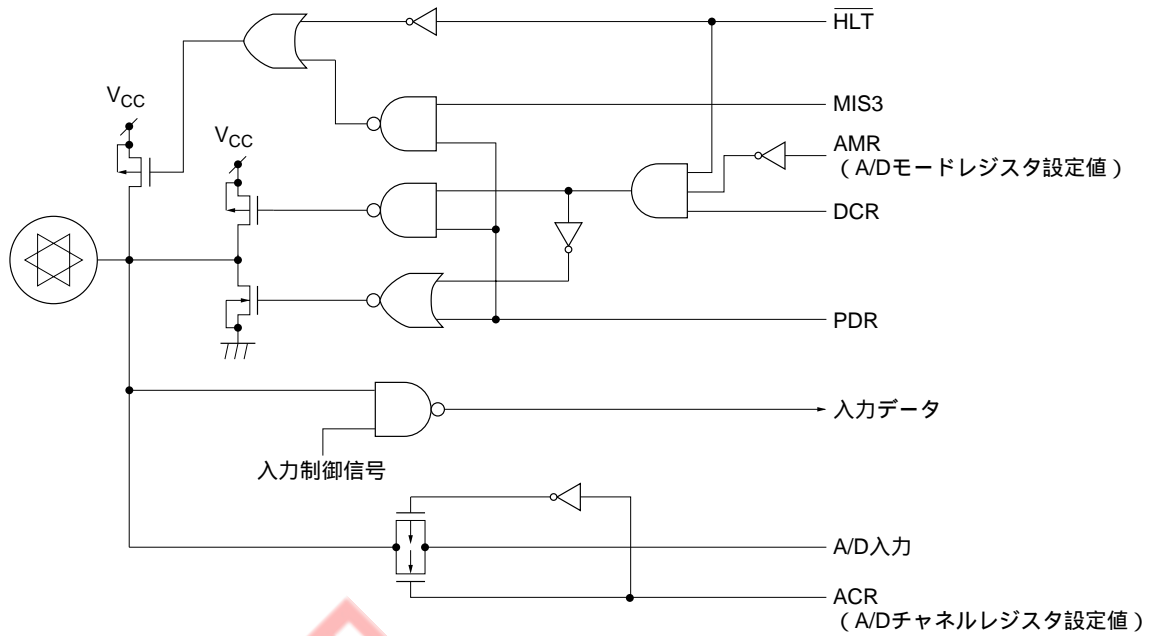 HLT
VCC
MIS3
VCC
AMR
（A/Dモードレジスタ設定値）
DCR
PDR
入力データ
入力制御信号
A/D入力
ACR
（A/Dチャネルレジスタ設定値）